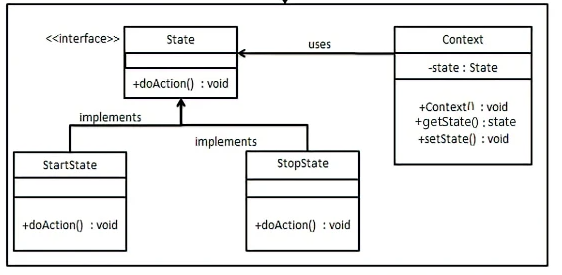 <<interface>>
State
+doAction() : void
uses
Context
-state : State
+Context() : void
+getState() : state
+setState() : void
implements
implements
StartState
+doAction() : void
StopState
+doAction() : void